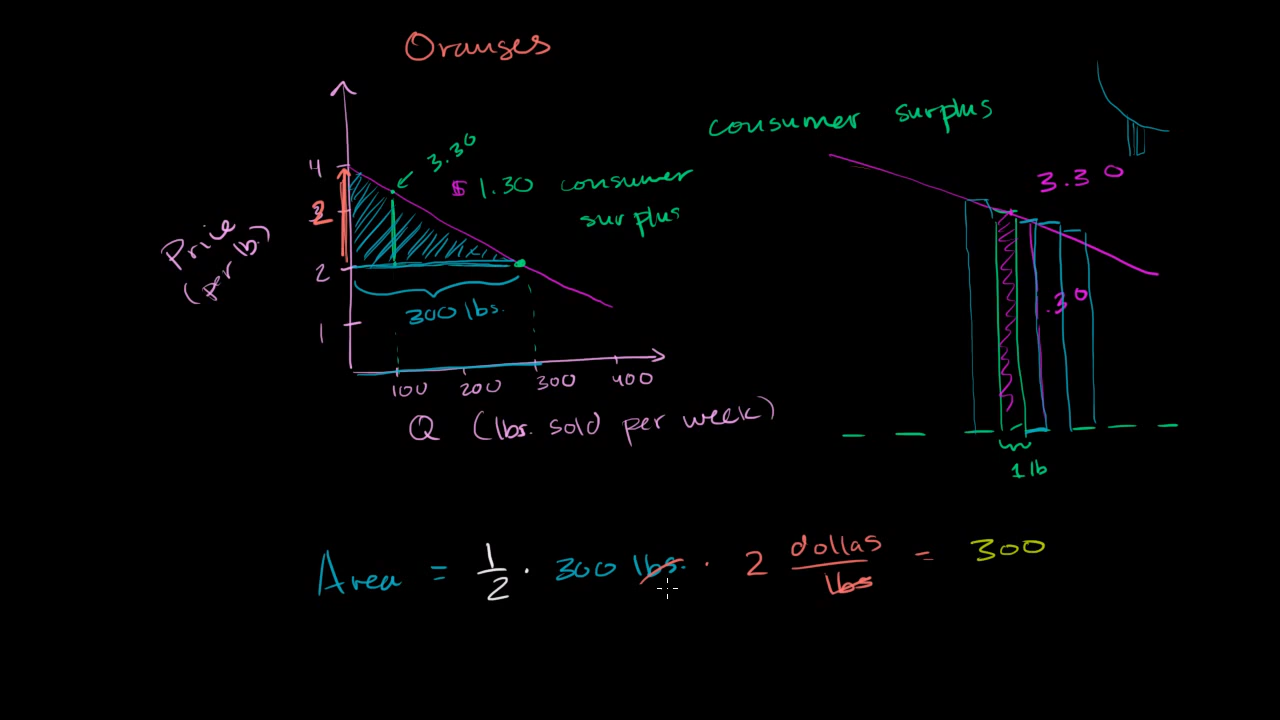 Oranges
consumer surplus
3.30
$1.30 consumer
surplus
3.30
4
2
2
1
Price
(per lb.)
300 lbs.
.30
100 200 300 400
Q (lbs. sold per week)
1 lb
Area = 1/2 · 300 lbs. · 2 dollas/lbs = 300